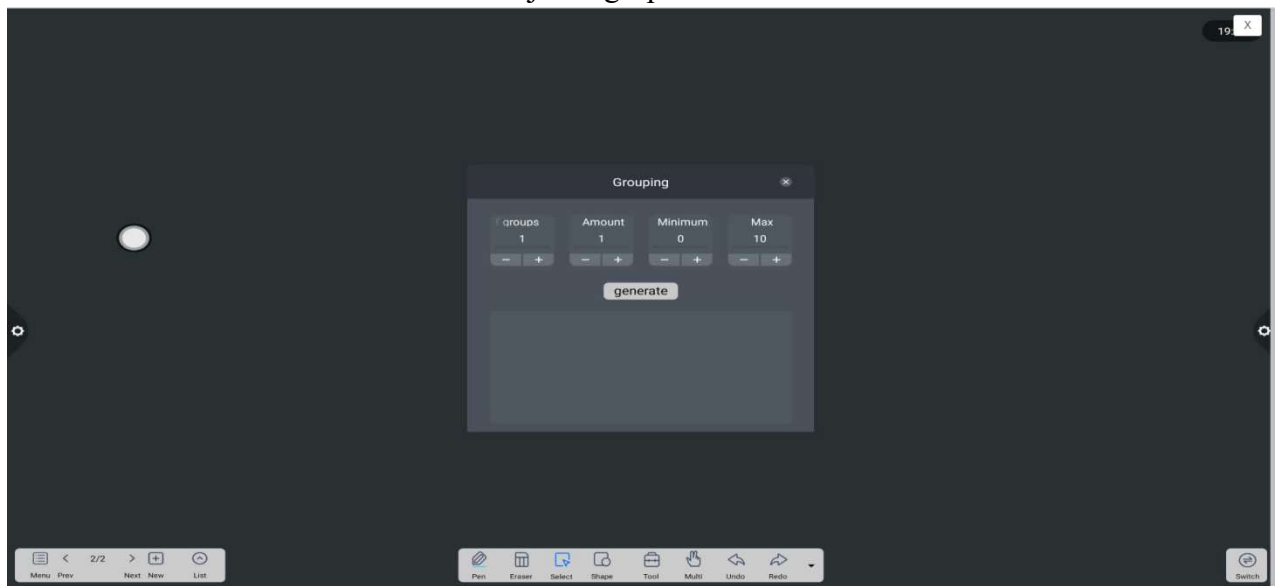 X
Grouping
groups Amount Minimum Max
1 1 0 10
− + − + − + − +
generate
2/2
Menu Prev Next New List
Pen Eraser Select Shape Tool Multi Undo Redo
Switch